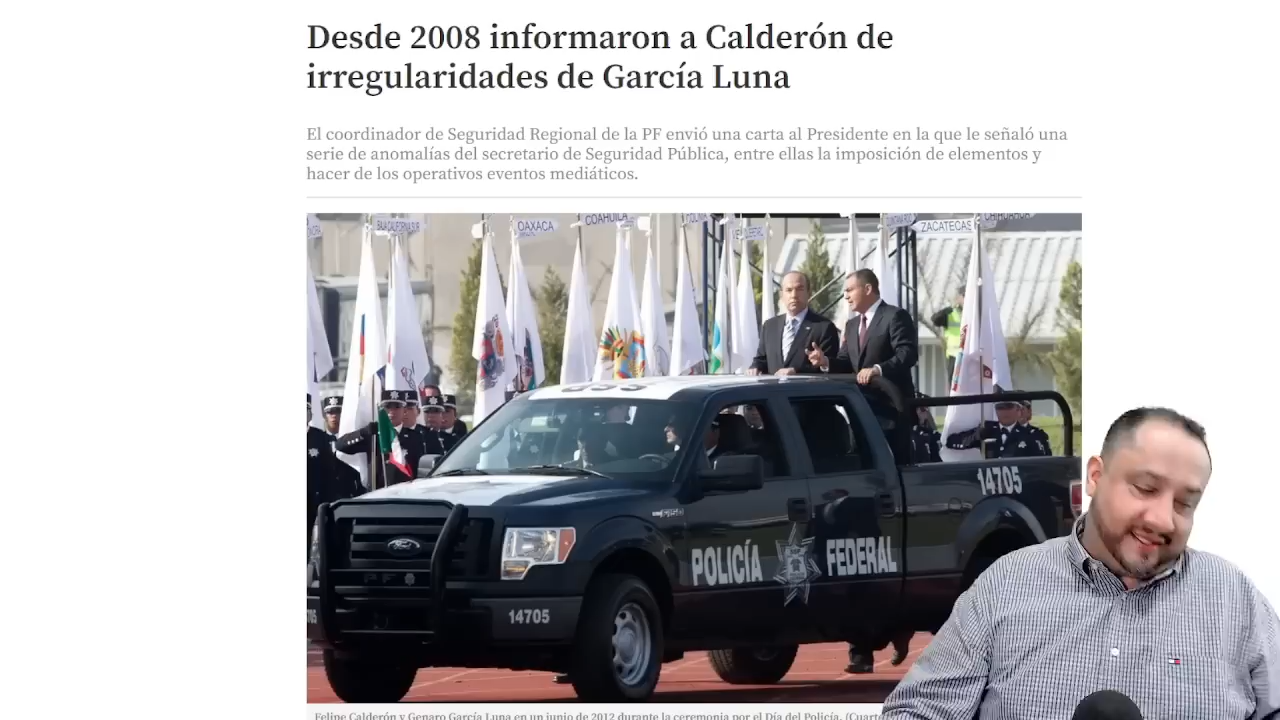 Desde 2008 informaron a Calderón de
irregularidades de García Luna
El coordinador de Seguridad Regional de la PF envió una carta al Presidente en la que le señaló una
serie de anomalías del secretario de Seguridad Pública, entre ellas la imposición de elementos y
hacer de los operativos eventos mediáticos.
OAXACA
COAHUILA
ZACATECAS
14705
POLICÍA FEDERAL
Ford
PF
14705
Felipe Calderón y Genaro García Luna en un junio de 2012 durante la ceremonia por el Día del Policía.